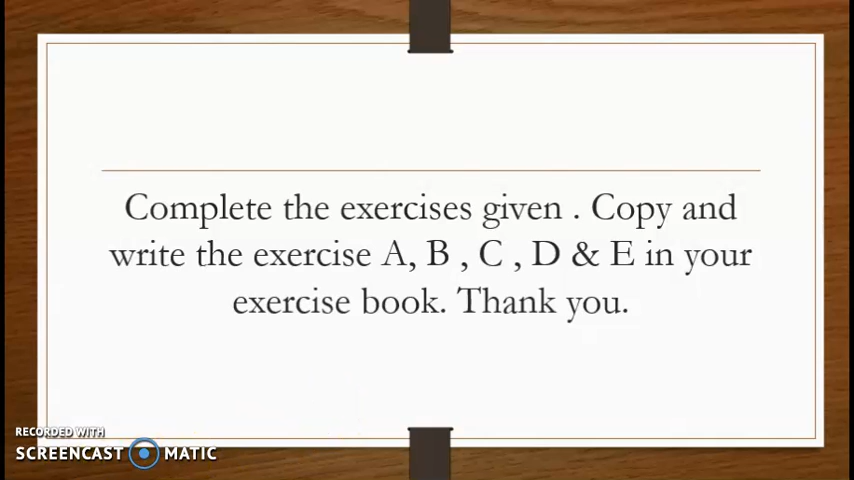 Complete the exercises given . Copy and
write the exercise A, B , C , D & E in your
exercise book. Thank you.
RECORDED WITH
SCREENCAST MATIC